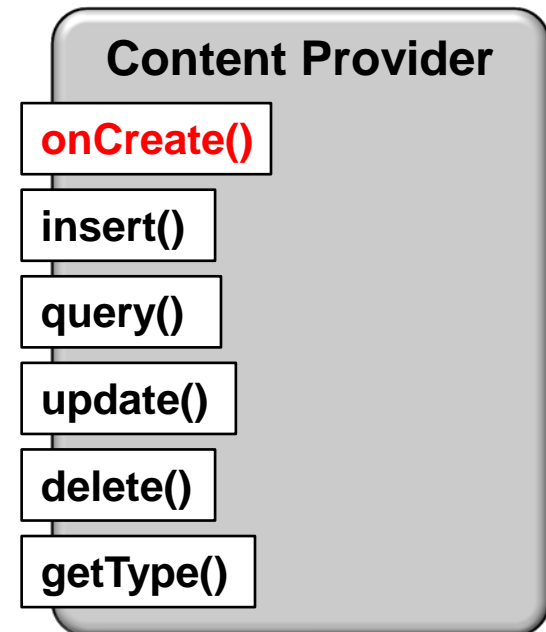 Content Provider
onCreate()
insert()
query()
update()
delete()
getType()